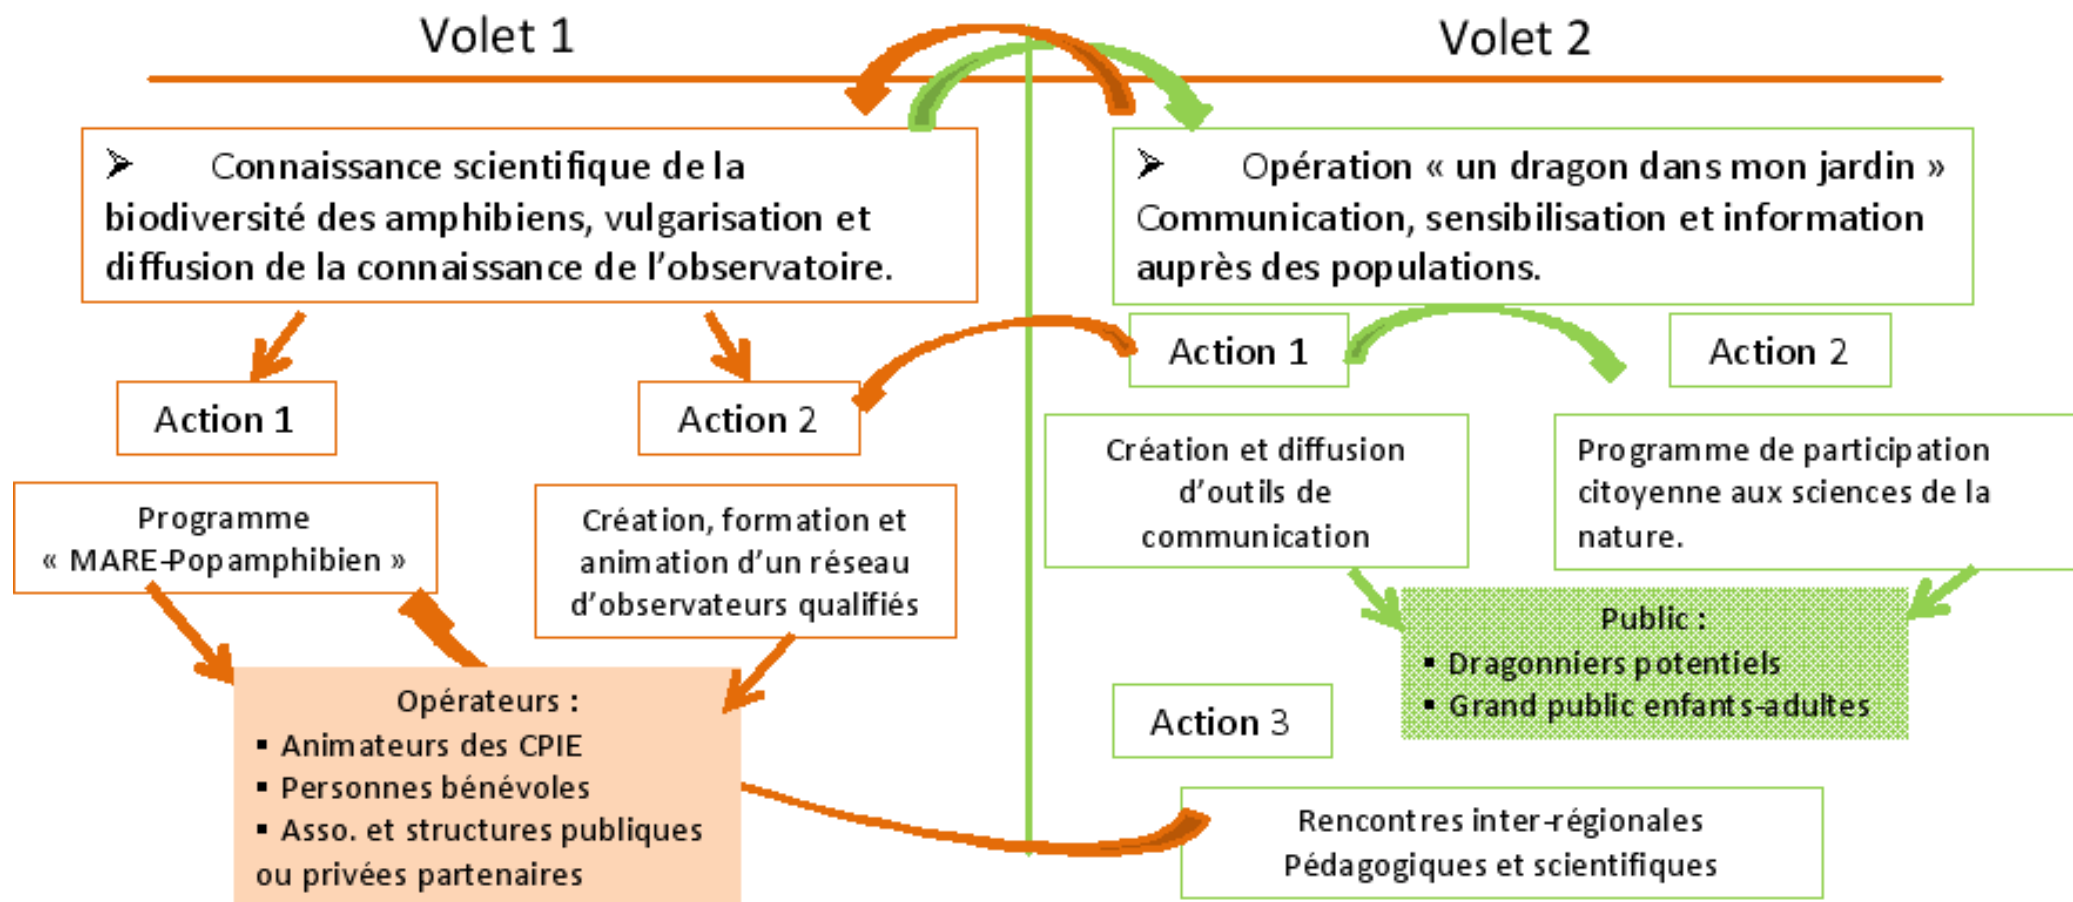 Volet 1
Volet 2
➢ Connaissance scientifique de la
biodiversité des amphibiens, vulgarisation et
diffusion de la connaissance de l’observatoire.
➢ Opération « un dragon dans mon jardin »
Communication, sensibilisation et information
auprès des populations.
Action 1
Action 2
Action 1
Action 2
Programme
« MARE-Popamphibien »
Création, formation et
animation d’un réseau
d’observateurs qualifiés
Création et diffusion
d’outils de
communication
Programme de participation
citoyenne aux sciences de la
nature.
Opérateurs :
▪ Animateurs des CPIE
▪ Personnes bénévoles
▪ Asso. et structures publiques
ou privées partenaires
Public :
▪ Dragonniers potentiels
▪ Grand public enfants-adultes
Action 3
Rencontres inter-régionales
Pédagogiques et scientifiques